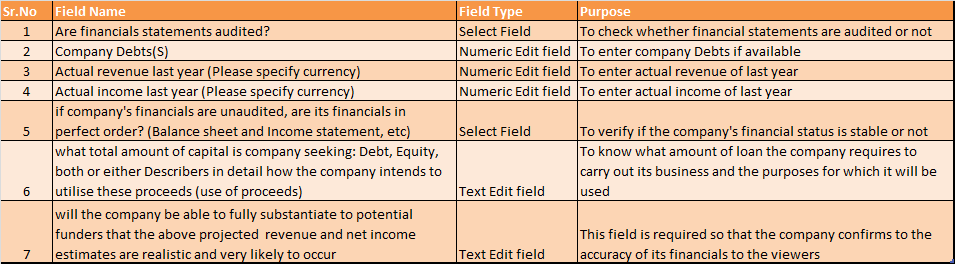 Sr.No Field Name Field Type Purpose
1 Are financials statements audited? Select Field To check whether financial statements are audited or not
2 Company Debts(S) Numeric Edit field To enter company Debts if available
3 Actual revenue last year (Please specify currency) Numeric Edit field To enter actual revenue of last year
4 Actual income last year (Please specify currency) Numeric Edit field To enter actual income of last year
if company's financials are unaudited, are its financials in
5 perfect order? (Balance sheet and Income statement, etc) Select Field To verify if the company's financial status is stable or not
what total amount of capital is company seeking: Debt, Equity, To know what amount of loan the company requires to
both or either Describers in detail how the company intends to carry out its business and the purposes for which it will be
6 utilise these proceeds (use of proceeds) Text Edit field used
will the company be able to fully substantiate to potential
funders that the above projected revenue and net income This field is required so that the company confirms to the
7 estimates are realistic and very likely to occur Text Edit field accuracy of its financials to the viewers